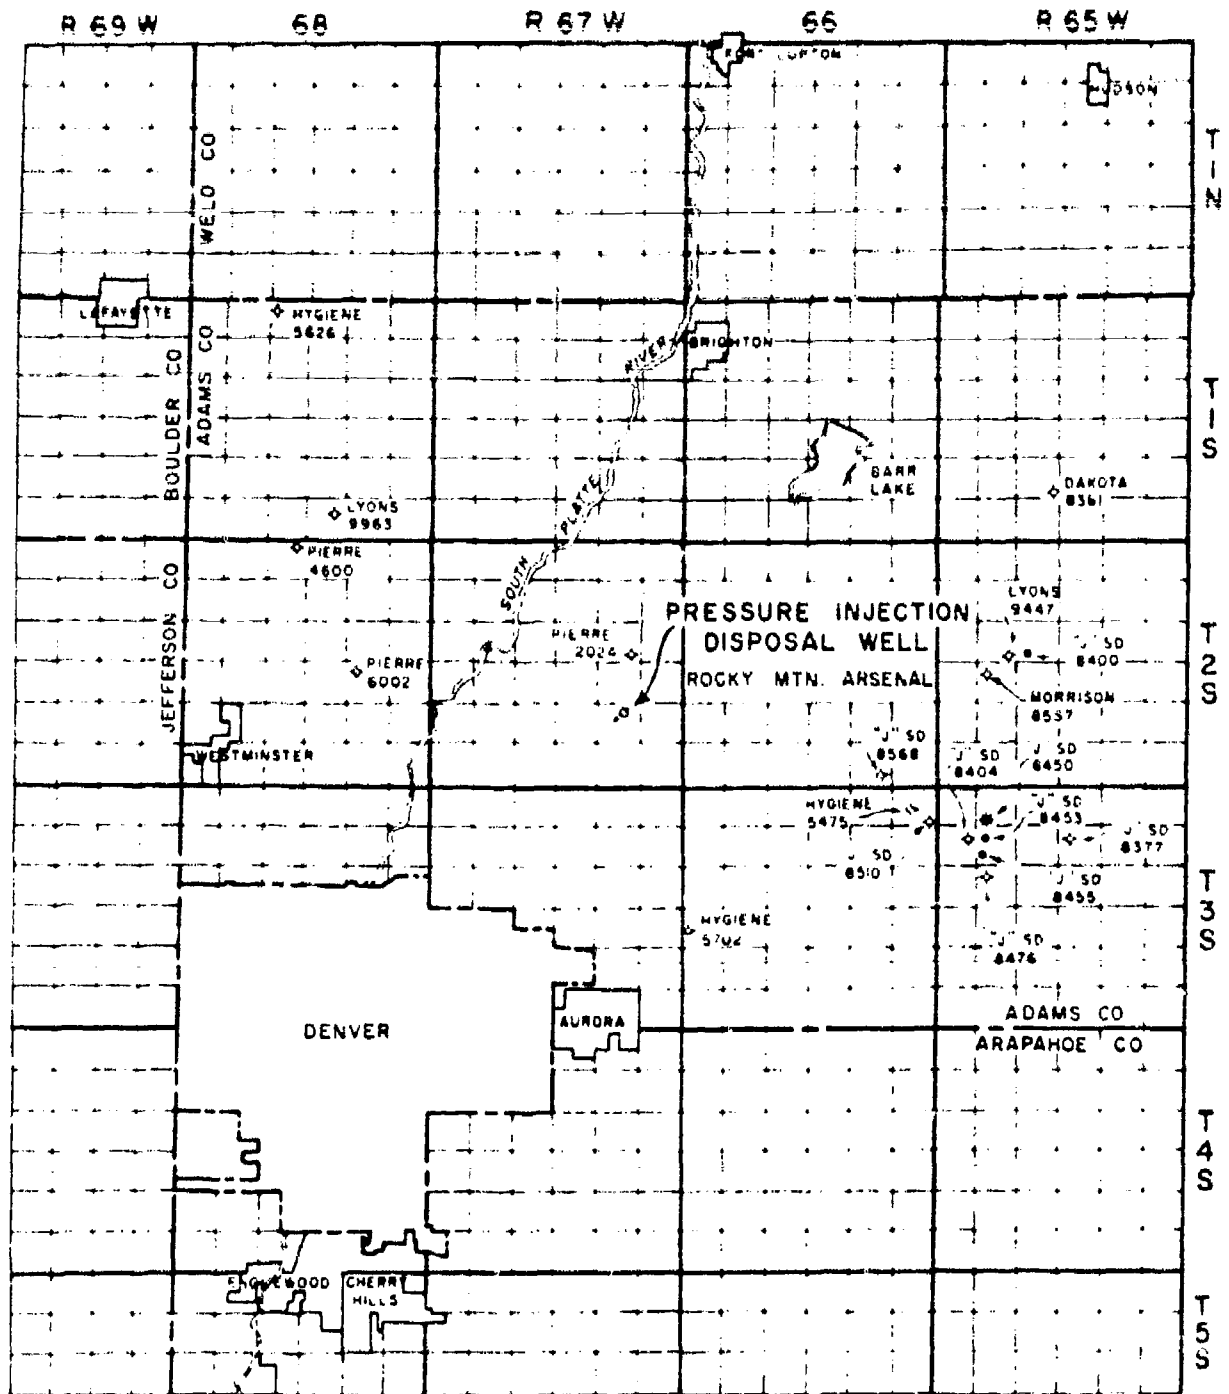 R 69 W
68
R 67 W
66
R 65 W
HUDSON
T 1 N
WELD CO
LAFAYETTE
HYGIENE
5626
BOULDER CO
ADAMS CO
RIVER
BRIGHTON
T 1 S
BARR
LAKE
DAKOTA
8361
LYONS
9963
PLATTE
PIERRE
4600
SOUTH
LYONS
9447
PRESSURE INJECTION
DISPOSAL WELL
ROCKY MTN. ARSENAL
PIERRE
2024
"J" SD
8400
T 2 S
JEFFERSON CO
PIERRE
6002
MORRISON
8557
WESTMINSTER
"J" SD
8568
"J" SD
8404
"J" SD
8450
HYGIENE
5475
"J" SD
8453
"J" SD
8377
"J" SD
8510
"J" SD
8455
T 3 S
HYGIENE
5702
"J" SD
8476
DENVER
AURORA
ADAMS CO
ARAPAHOE CO
T 4 S
ENGLEWOOD
CHERRY
HILLS
T 5 S